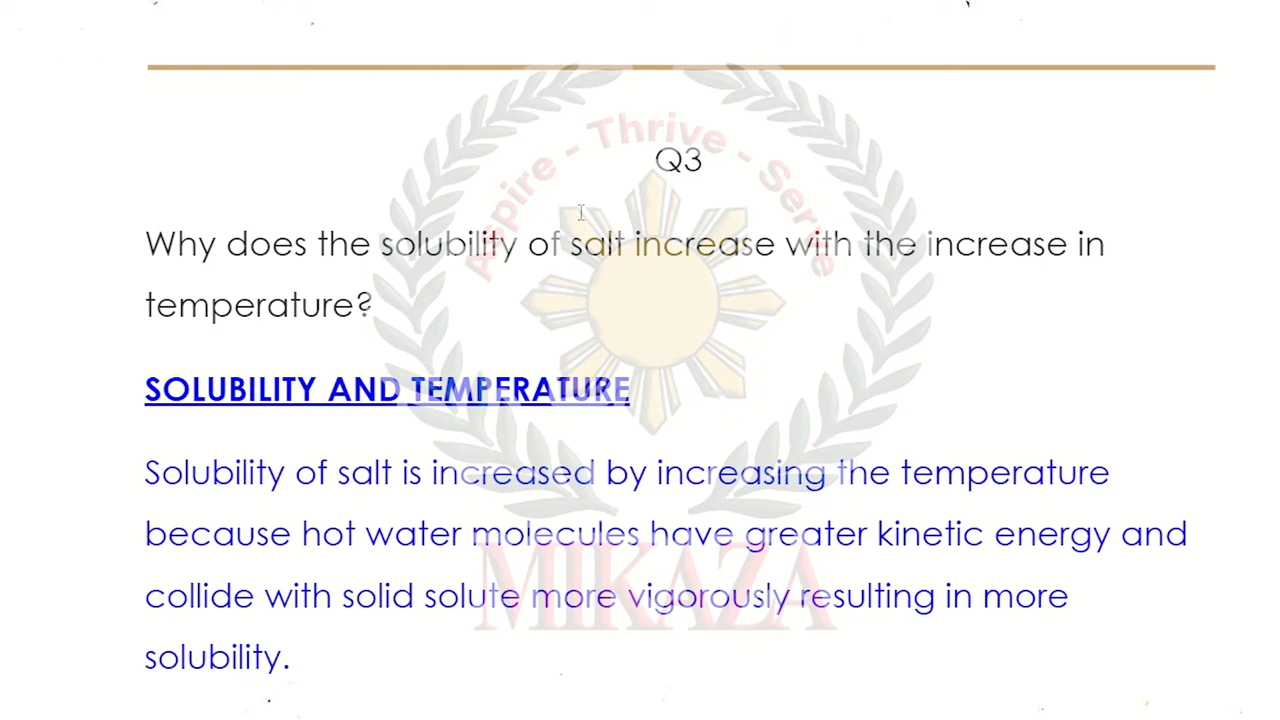 Aspire - Thrive - Serve
Q3
Why does the solubility of salt increase with the increase in
temperature?
SOLUBILITY AND TEMPERATURE
Solubility of salt is increased by increasing the temperature
because hot water molecules have greater kinetic energy and
collide with solid solute more vigorously resulting in more
solubility.
MIKAZA